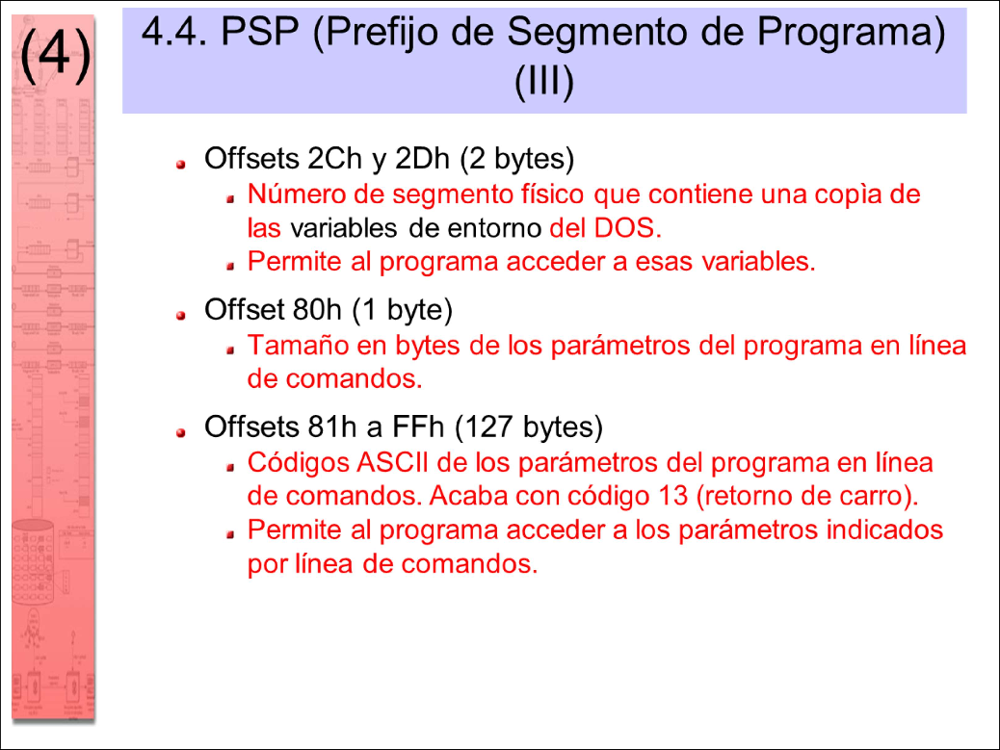 (4)
4.4. PSP (Prefijo de Segmento de Programa)
(III)
Offsets 2Ch y 2Dh (2 bytes)
Número de segmento físico que contiene una copìa de
las variables de entorno del DOS.
Permite al programa acceder a esas variables.
Offset 80h (1 byte)
Tamaño en bytes de los parámetros del programa en línea
de comandos.
Offsets 81h a FFh (127 bytes)
Códigos ASCII de los parámetros del programa en línea
de comandos. Acaba con código 13 (retorno de carro).
Permite al programa acceder a los parámetros indicados
por línea de comandos.